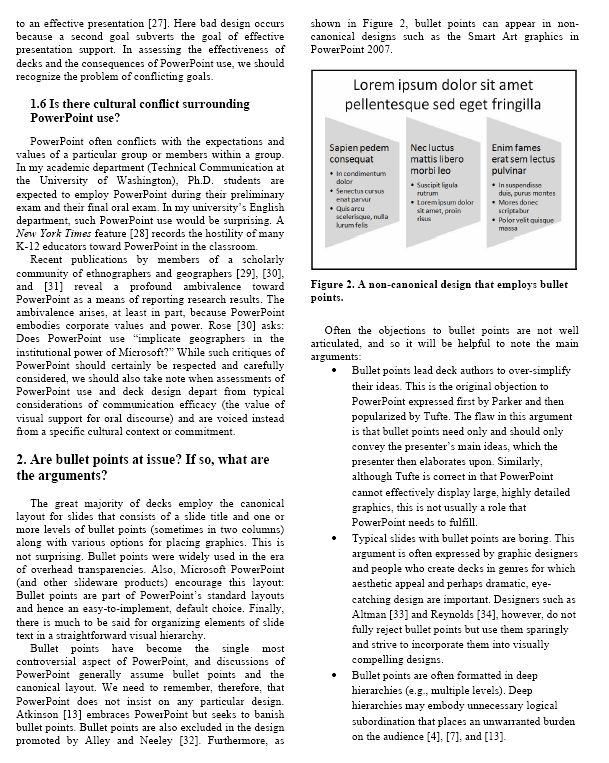 to an effective presentation [27]. Here bad design occurs
because a second goal subverts the goal of effective
presentation support. In assessing the effectiveness of
decks and the consequences of PowerPoint use, we should
recognize the problem of conflicting goals.
1.6 Is there cultural conflict surrounding
PowerPoint use?
PowerPoint often conflicts with the expectations and
values of a particular group or members within a group.
In my academic department (Technical Communication at
the University of Washington), Ph.D. students are
expected to employ PowerPoint during their preliminary
exam and their final oral exam. In my university's English
department, such PowerPoint use would be surprising. A
New York Times feature [28] records the hostility of many
K-12 educators toward PowerPoint in the classroom.
Recent publications by members of a scholarly
community of ethnographers and geographers [29], [30],
and [31] reveal a profound ambivalence toward
PowerPoint as a means of reporting research results. The
ambivalence arises, at least in part, because PowerPoint
embodies corporate values and power. Rose [30] asks:
Does PowerPoint use “implicate geographers in the
institutional power of Microsoft?” While such critiques of
PowerPoint should certainly be respected and carefully
considered, we should also take note when assessments of
PowerPoint use and deck design depart from typical
considerations of communication efficacy (the value of
visual support for oral discourse) and are voiced instead
from a specific cultural context or commitment.
2. Are bullet points at issue? If so, what are
the arguments?
The great majority of decks employ the canonical
layout for slides that consists of a slide title and one or
more levels of bullet points (sometimes in two columns)
along with various options for placing graphics. This is
not surprising. Bullet points were widely used in the era
of overhead transparencies. Also, Microsoft PowerPoint
(and other slideware products) encourage this layout:
Bullet points are part of PowerPoint's standard layouts
and hence an easy-to-implement, default choice. Finally,
there is much to be said for organizing elements of slide
text in a straightforward visual hierarchy.
Bullet points have become the single most
controversial aspect of PowerPoint, and discussions of
PowerPoint generally assume bullet points and the
canonical layout. We need to remember, therefore, that
PowerPoint does not insist on any particular design.
Atkinson [13] embraces PowerPoint but seeks to banish
bullet points. Bullet points are also excluded in the design
promoted by Alley and Neeley [32]. Furthermore, as
shown in Figure 2, bullet points can appear in non-
canonical designs such as the Smart Art graphics in
PowerPoint 2007.
Lorem ipsum dolor sit amet
pellentesque sed eget fringilla
Sapien pedem
consequat
• In condimentum
dolor
• Senectus cursus
enat parvur
• Quis arcu
scelerisque, nulla
lurum felis
Nec luctus
mattis libero
morbi leo
• Suscipit ligula
rutrum
• Lorem ipsum dolor
sit amet, proin
risus
Enim fames
erat sem lectus
pulvinar
• In suspendisse
duis, purus montes
• Mores donec
scriptabur
• Polor velit quisque
massa
Figure 2. A non-canonical design that employs bullet
points.
Often the objections to bullet points are not well
articulated, and so it will be helpful to note the main
arguments:
• Bullet points lead deck authors to over-simplify
their ideas. This is the original objection to
PowerPoint expressed first by Parker and then
popularized by Tufte. The flaw in this argument
is that bullet points need only and should only
convey the presenter's main ideas, which the
presenter then elaborates upon. Similarly,
although Tufte is correct in that PowerPoint
cannot effectively display large, highly detailed
graphics, this is not usually a role that
PowerPoint needs to fulfill.
• Typical slides with bullet points are boring. This
argument is often expressed by graphic designers
and people who create decks in genres for which
aesthetic appeal and perhaps dramatic, eye-
catching design are important. Designers such as
Altman [33] and Reynolds [34], however, do not
fully reject bullet points but use them sparingly
and strive to incorporate them into visually
compelling designs.
• Bullet points are often formatted in deep
hierarchies (e.g., multiple levels). Deep
hierarchies may embody unnecessary logical
subordination that places an unwarranted burden
on the audience [4], [7], and [13].